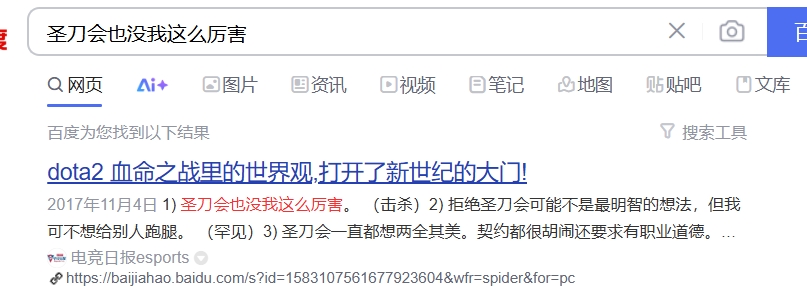 圣刀会也没我这么厉害
百
度
网页 Ai+ 图片 资讯 视频 笔记 地图 贴 贴吧 文库
百度为您找到以下结果 搜索工具
dota2 血命之战里的世界观,打开了新世纪的大门!
2017年11月4日 1) 圣刀会也没我这么厉害。 （击杀）2) 拒绝圣刀会可能不是最明智的想法，但我
可不想给别人跑腿。 （罕见）3) 圣刀会一直都想两全其美。契约都很胡闹还要求有职业道德。...
电竞日报esports
https://baijiahao.baidu.com/s?id=1583107561677923604&wfr=spider&for=pc